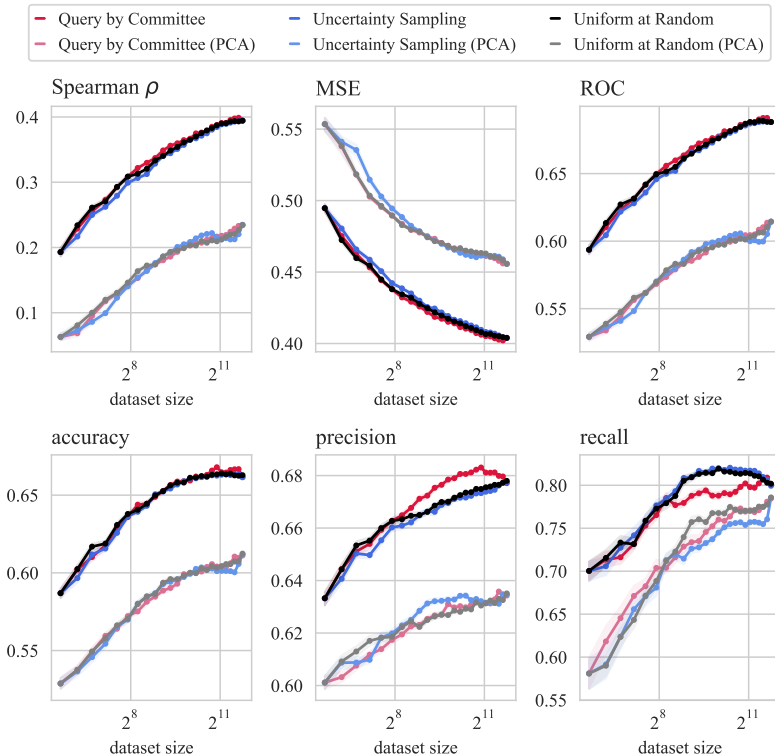 Query by Committee
Uncertainty Sampling
Uniform at Random
Query by Committee (PCA)
Uncertainty Sampling (PCA)
Uniform at Random (PCA)
Spearman ρ
MSE
ROC
0.4
0.3
0.2
0.1
2^8
2^11
dataset size
0.55
0.50
0.45
0.40
2^8
2^11
dataset size
0.65
0.60
0.55
2^8
2^11
dataset size
accuracy
precision
recall
0.65
0.60
0.55
2^8
2^11
dataset size
0.68
0.66
0.64
0.62
0.60
2^8
2^11
dataset size
0.80
0.75
0.70
0.65
0.60
0.55
2^8
2^11
dataset size